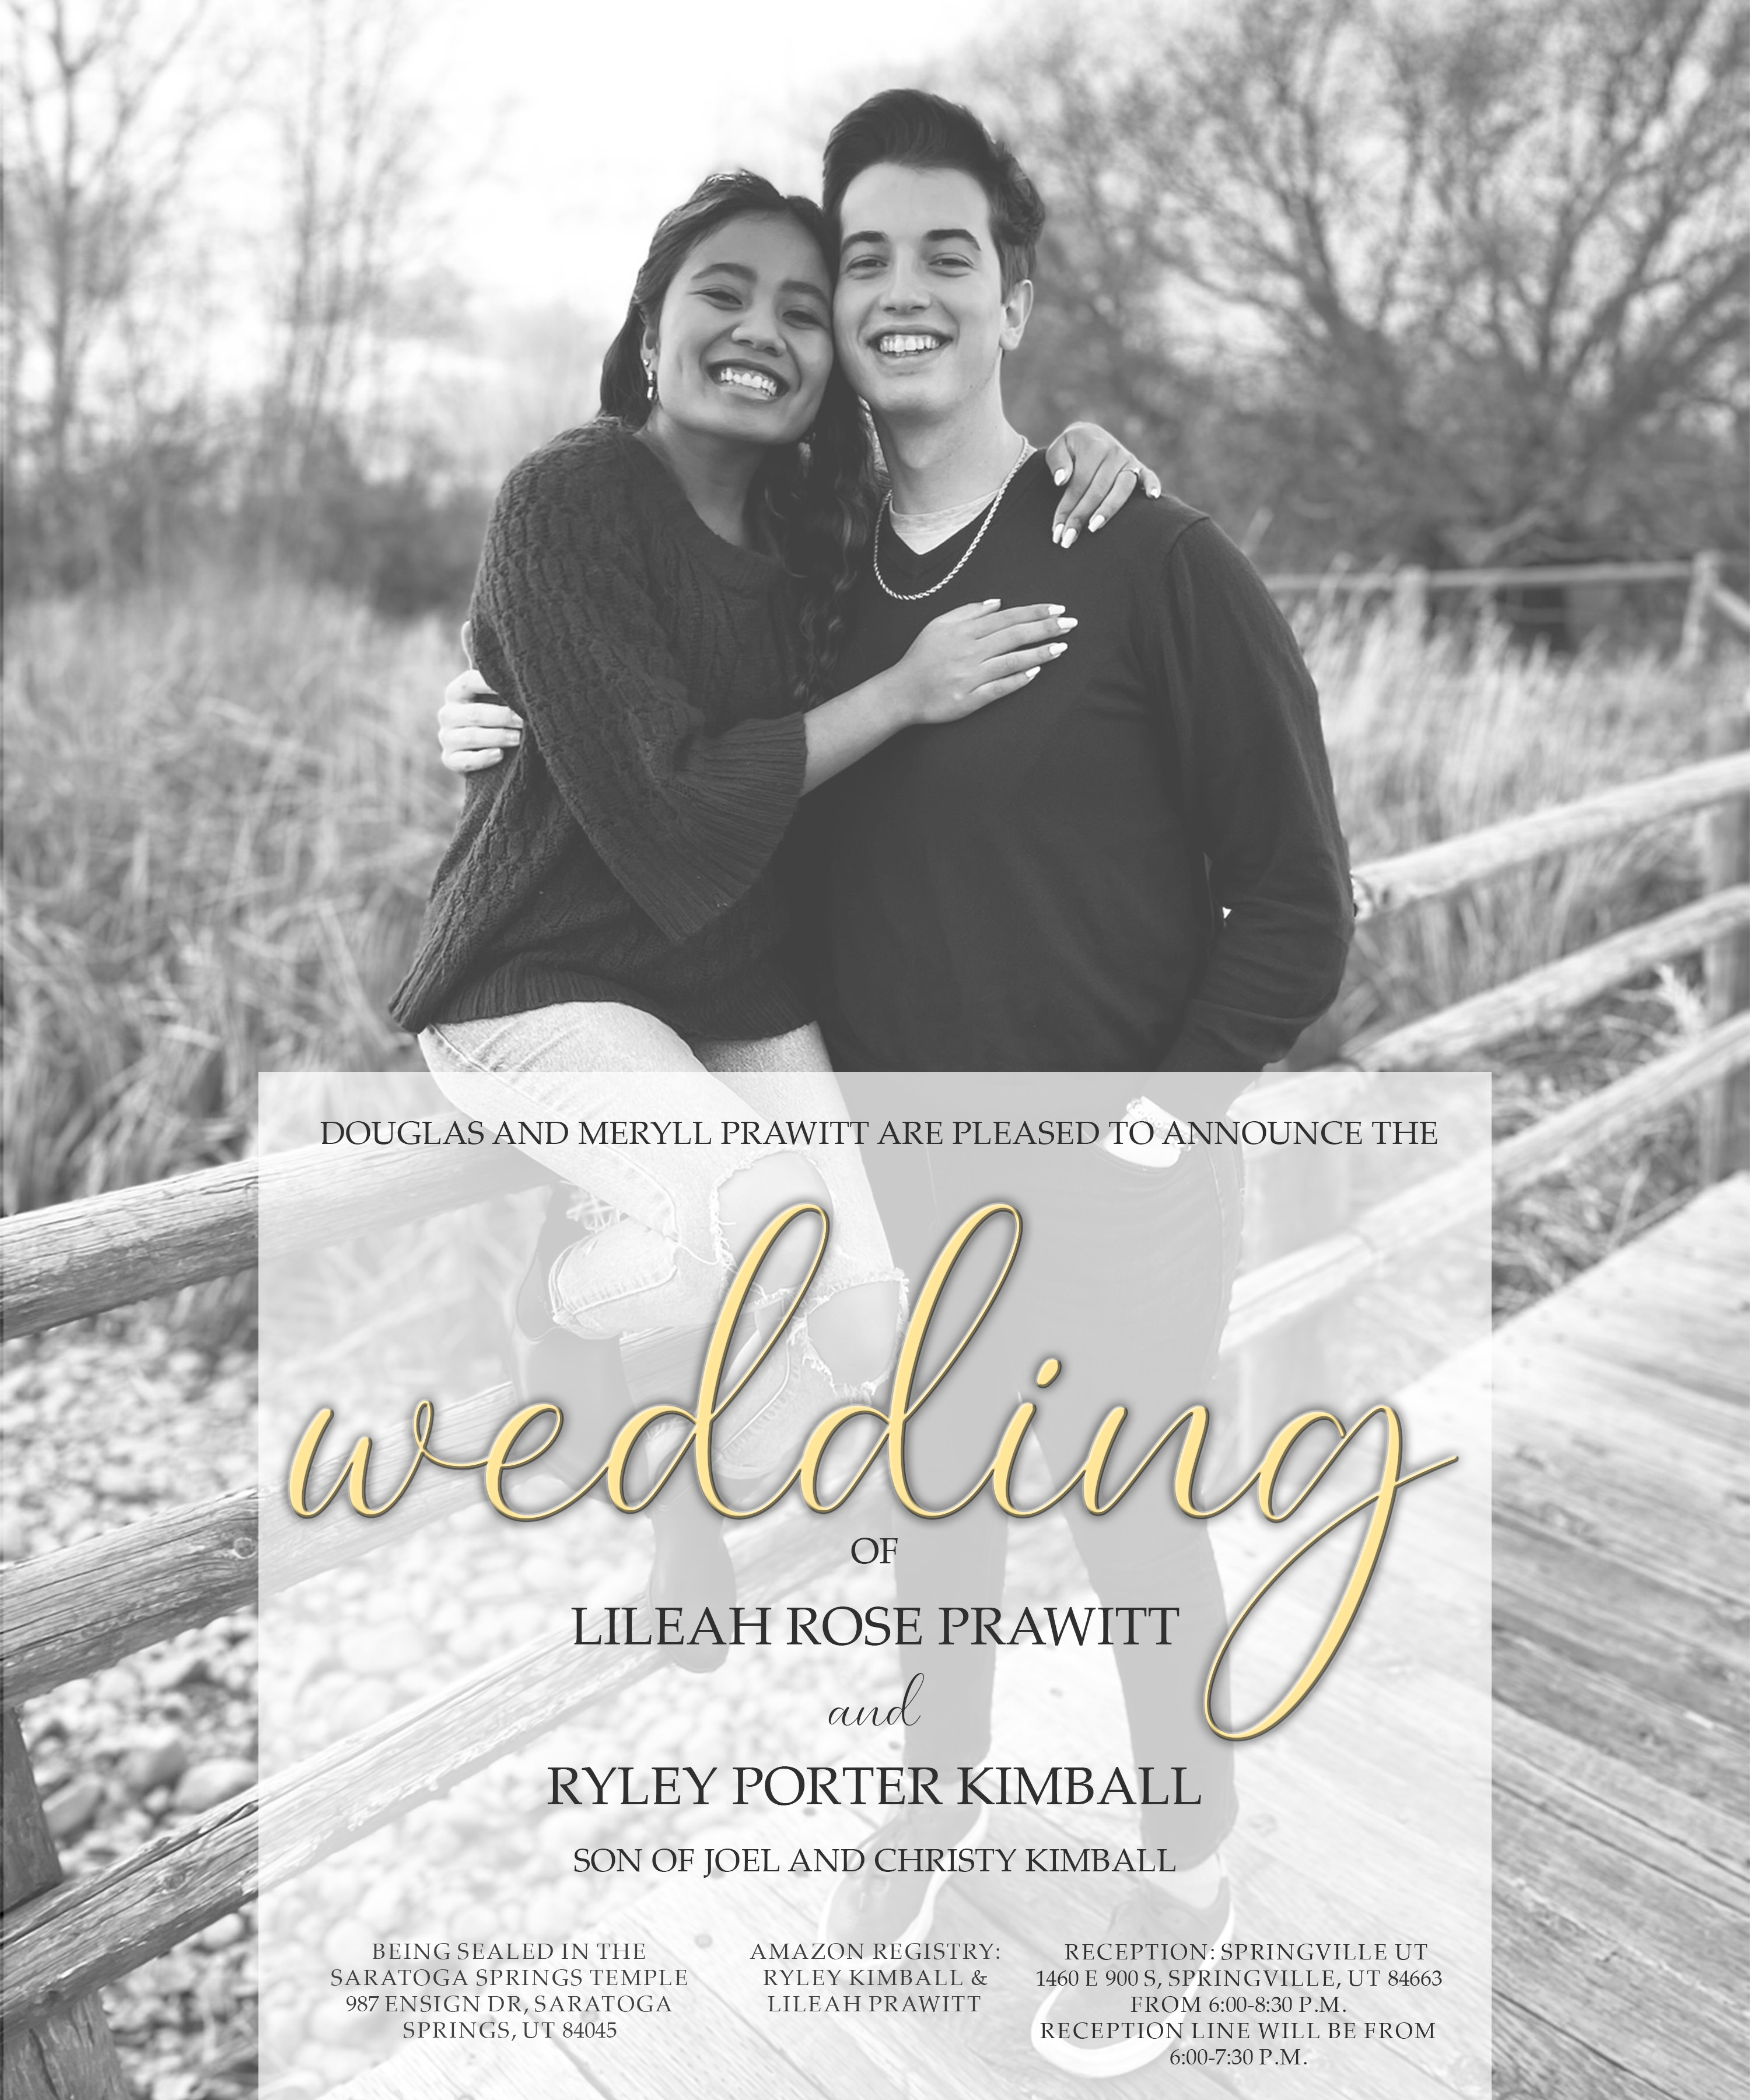 DOUGLAS AND MERYLL PRAWITT ARE PLEASED TO ANNOUNCE THE
wedding
OF
LILEAH ROSE PRAWITT
and
RYLEY PORTER KIMBALL
SON OF JOEL AND CHRISTY KIMBALL
BEING SEALED IN THE
SARATOGA SPRINGS TEMPLE
987 ENSIGN DR, SARATOGA
SPRINGS, UT 84045
AMAZON REGISTRY:
RYLEY KIMBALL &
LILEAH PRAWITT
RECEPTION: SPRINGVILLE UT
1460 E 900 S, SPRINGVILLE, UT 84663
FROM 6:00-8:30 P.M.
RECEPTION LINE WILL BE FROM
6:00-7:30 P.M.